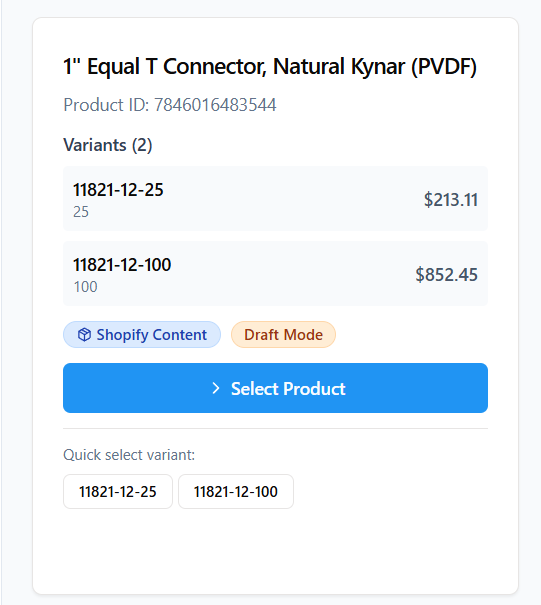 1" Equal T Connector, Natural Kynar (PVDF)
Product ID: 7846016483544
Variants (2)
11821-12-25
25
$213.11
11821-12-100
100
$852.45
Shopify Content
Draft Mode
Select Product
Quick select variant:
11821-12-25
11821-12-100